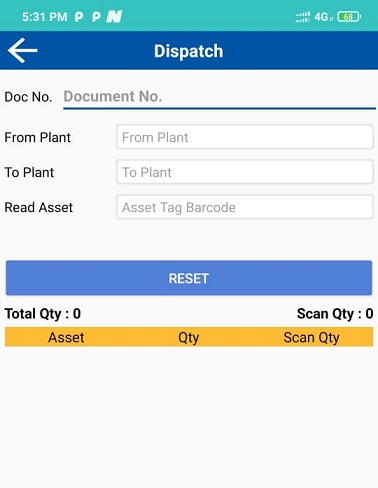 5:31 PM 4G 68
Dispatch
Doc No. Document No.
From Plant From Plant
To Plant To Plant
Read Asset Asset Tag Barcode
RESET
Total Qty : 0 Scan Qty : 0
Asset Qty Scan Qty